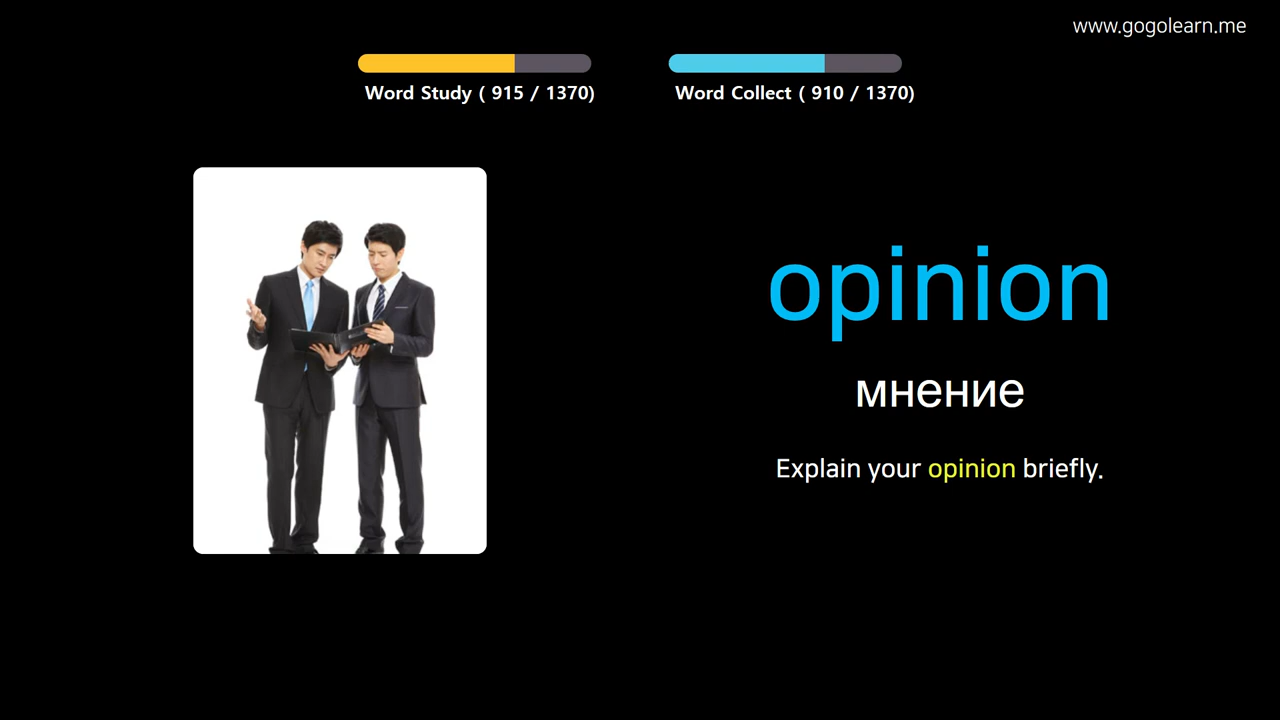 www.gogolearn.me
Word Study ( 915 / 1370)
Word Collect ( 910 / 1370)
opinion
мнение
Explain your opinion briefly.